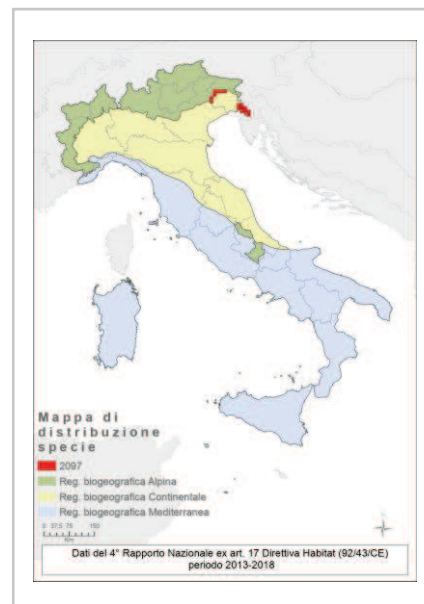 Mappa di
distribuzione
specie
2097
Reg. biogeografica Alpina
Reg. biogeografica Continentale
Reg. biogeografica Mediterranea
0 37,5 75 150
Km
Dati del 4° Rapporto Nazionale ex art. 17 Direttiva Habitat (92/43/CE)
periodo 2013-2018